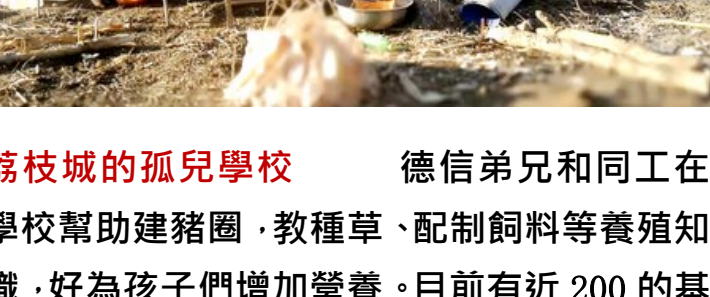 荔枝城的孤兒學校 德信弟兄和同工在
學校幫助建豬圈，教種草、配制飼料等養殖知
識，好為孩子們增加營養。目前有近 200 的基